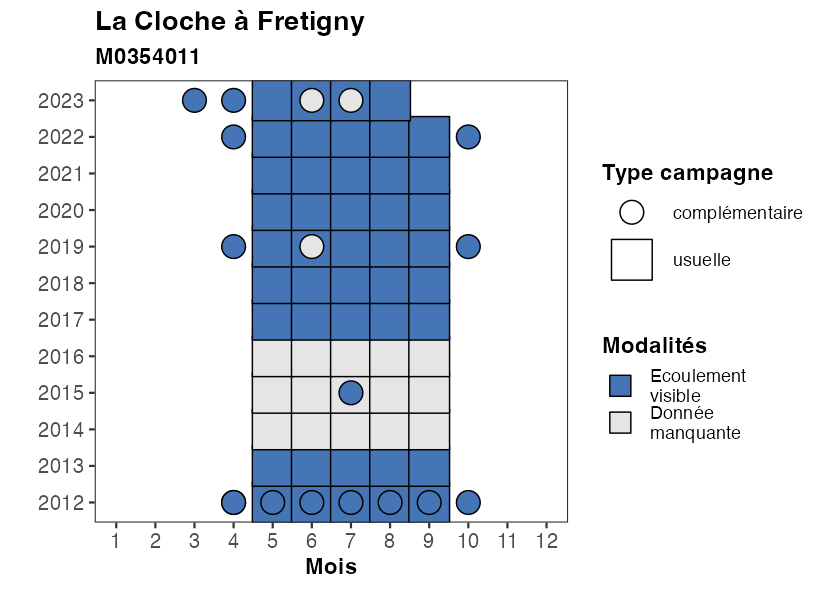 La Cloche à Fretigny
M0354011
2023
2022
2021
2020
2019
2018
2017
2016
2015
2014
2013
2012
1 2 3 4 5 6 7 8 9 10 11 12
Mois
Type campagne
complémentaire
usuelle
Modalités
Ecoulement
visible
Donnée
manquante